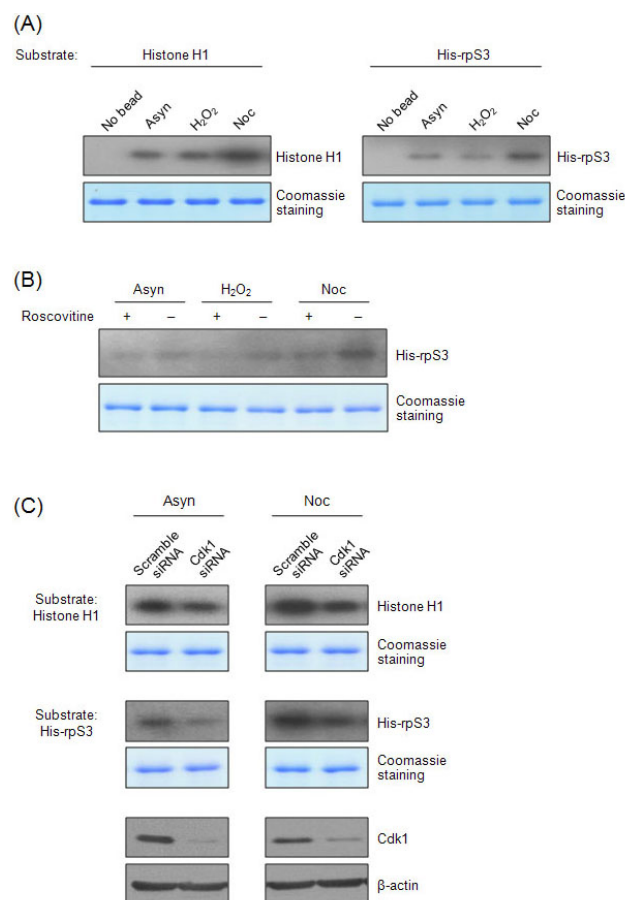 (A)
Substrate: Histone H1 His-rpS3
No bead Asyn H₂O₂ Noc No bead Asyn H₂O₂ Noc
Histone H1 His-rpS3
Coomassie staining Coomassie staining
(B)
Asyn H₂O₂ Noc
Roscovitine + – + – + –
His-rpS3
Coomassie
staining
(C)
Asyn Noc
Scramble siRNA Cdk1 siRNA Scramble siRNA Cdk1 siRNA
Substrate:
Histone H1
Histone H1
Coomassie
staining
Substrate:
His-rpS3
His-rpS3
Coomassie
staining
Cdk1
β-actin